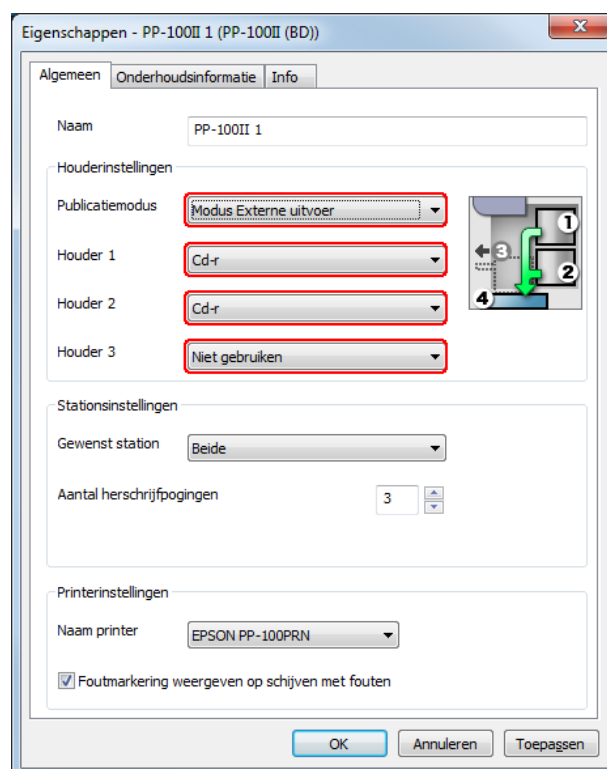 Eigenschappen - PP-100II 1 (PP-100II (BD))
Algemeen Onderhoudsinformatie Info
Naam PP-100II 1
Houderinstellingen
Publicatiemodus Modus Externe uitvoer
Houder 1 Cd-r
Houder 2 Cd-r
Houder 3 Niet gebruiken
1
3
2
4
Stationsinstellingen
Gewenst station Beide
Aantal herschrijfpogingen 3
Printerinstellingen
Naam printer EPSON PP-100PRN
Foutmarkering weergeven op schijven met fouten
OK Annuleren Toepassen